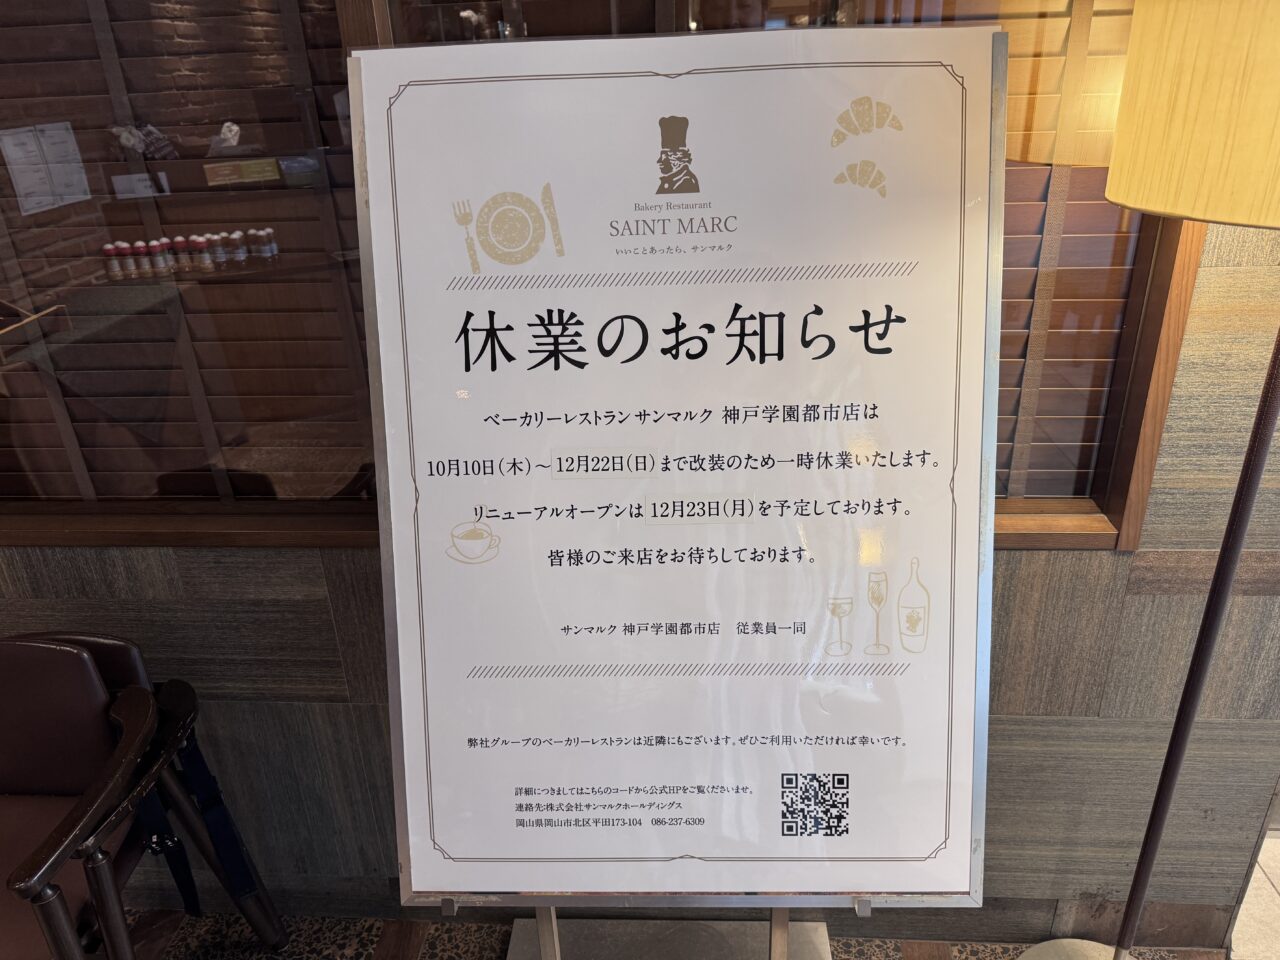 Bakery Restaurant
SAINT MARC
いいことあったら、サンマルク
休業のお知らせ
ベーカリーレストラン サンマルク 神戸学園都市店は
10月10日(木)～12月22日(日)まで改装のため一時休業いたします。
リニューアルオープンは12月23日(月)を予定しております。
皆様のご来店をお待ちしております。
サンマルク 神戸学園都市店　従業員一同
弊社グループのベーカリーレストランは近隣にもございます。ぜひご利用いただければ幸いです。
詳細につきましてはこちらのコードから公式HPをご覧くださいませ。
連絡先:株式会社サンマルクホールディングス
岡山県岡山市北区平田173-104　086-237-6309